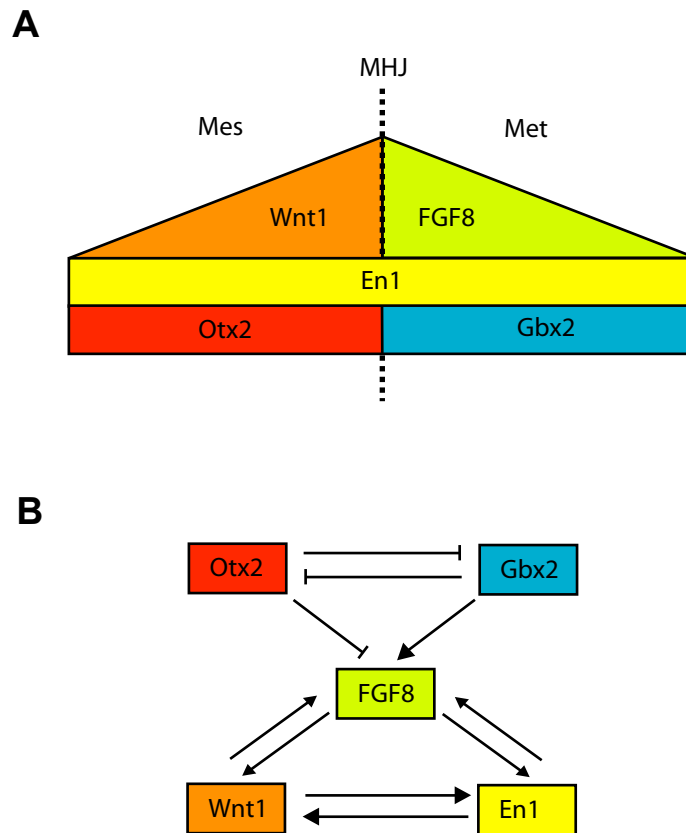 A
MHJ
Mes
Met
Wnt1
FGF8
En1
Otx2
Gbx2
B
Otx2
Gbx2
FGF8
Wnt1
En1